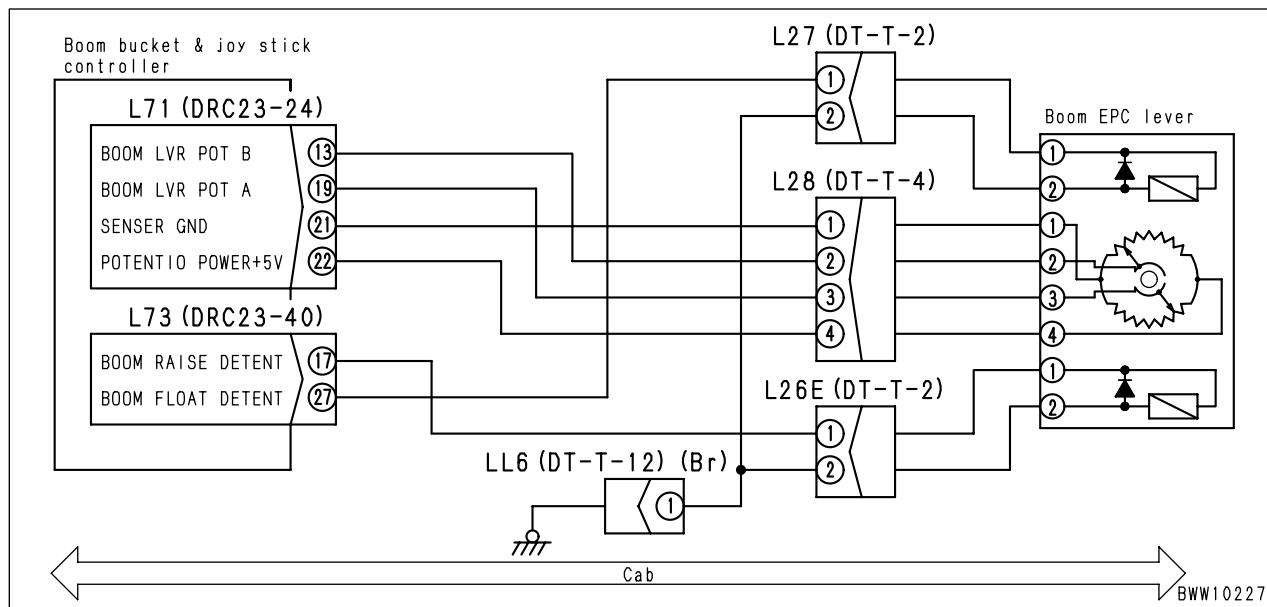 Boom bucket & joy stick
controller
L71 (DRC23-24)
BOOM LVR POT B 13
BOOM LVR POT A 19
SENSER GND 21
POTENTIO POWER+5V 22
L73 (DRC23-40)
BOOM RAISE DETENT 17
BOOM FLOAT DETENT 27
L27 (DT-T-2)
1
2
L28 (DT-T-4)
1
2
3
4
L26E (DT-T-2)
1
2
LL6 (DT-T-12) (Br)
1
Boom EPC lever
1
2
1
2
3
4
1
2
Cab
BWW10227